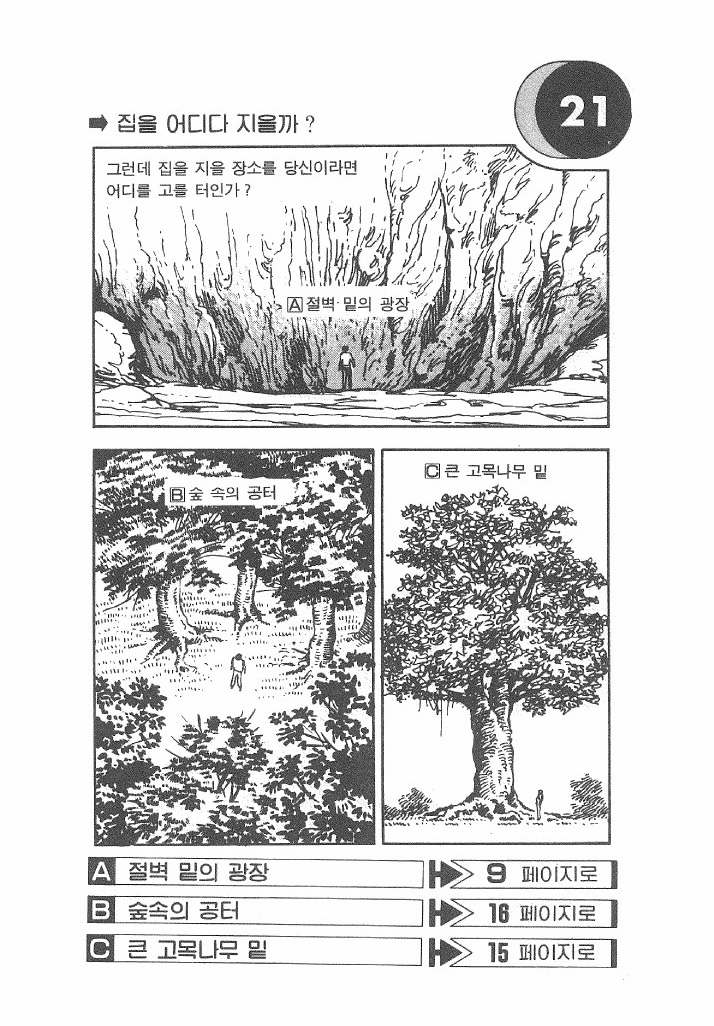 21
➡ 집을 어디다 지을까?
그런데 집을 지을 장소를 당신이라면
어디를 고를 터인가?
A 절벽 밑의 광장
B 숲 속의 공터
C 큰 고목나무 밑
A 절벽 밑의 광장 9 페이지로
B 숲속의 공터 16 페이지로
C 큰 고목나무 밑 15 페이지로